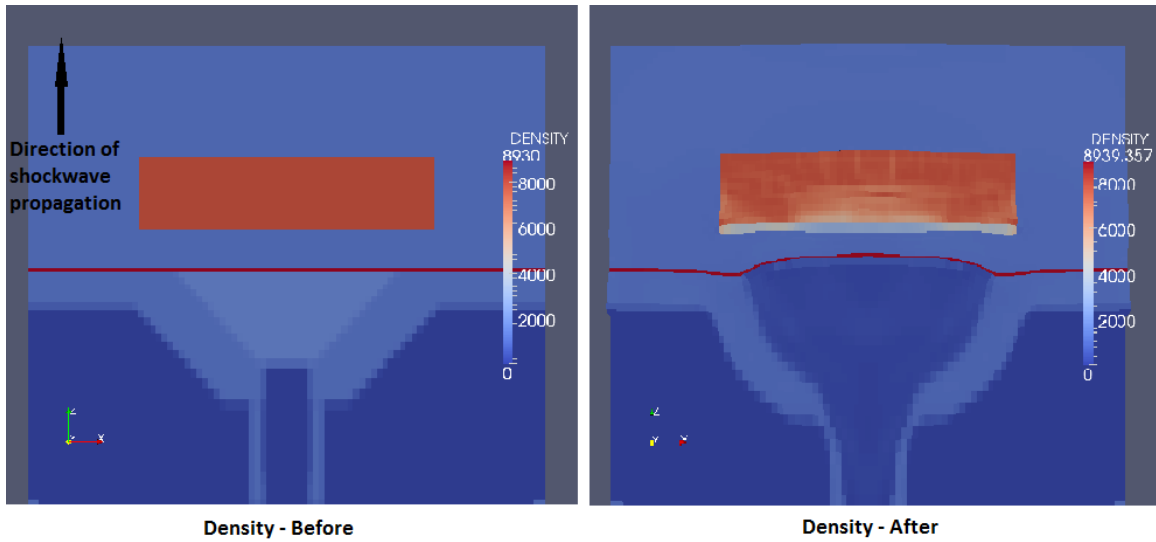 Direction of
shockwave
propagation
DENSITY
8930
8000
6000
4000
2000
0
Z
X
Density - Before
DENSITY
8939.357
8000
6000
4000
2000
0
Z
Y
X
Density - After